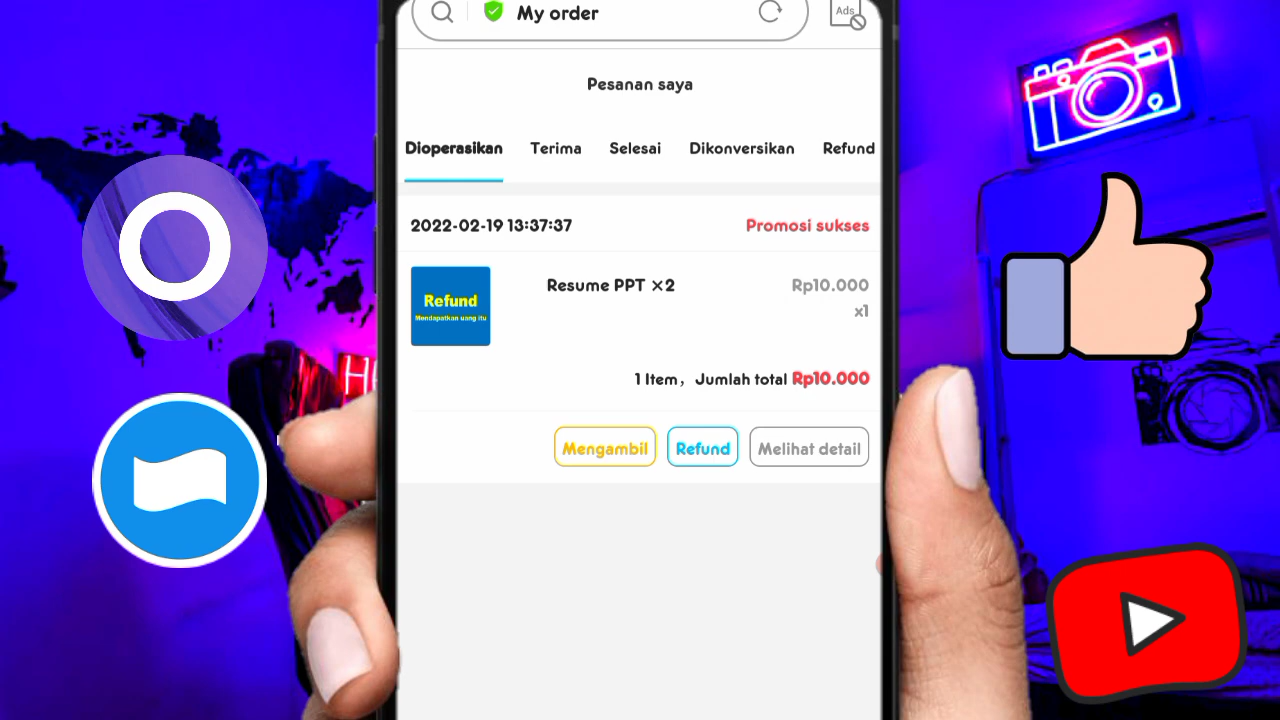 My order
Ads
Pesanan saya
Dioperasikan Terima Selesai Dikonversikan Refund
2022-02-19 13:37:37 Promosi sukses
Refund
Mendapatkan uang itu
Resume PPT ×2 Rp10.000
x1
1 Item, Jumlah total Rp10.000
Mengambil Refund Melihat detail